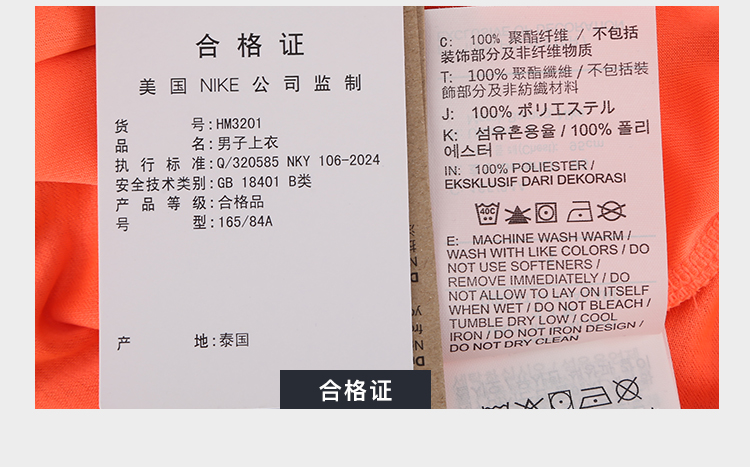 合格证
美国 NIKE 公司监制
货号:HM3201
品名:男子上衣
执行标准:Q/320585 NKY 106-2024
安全技术类别:GB 18401 B类
产品等级:合格品
号型:165/84A
产地:泰国
C: 100% 聚酯纤维 / 不包括
装饰部分及非纤维物质
T: 100% 聚酯纖維 / 不包括裝
飾部分及非紡織材料
J: 100% ポリエステル
K: 섬유혼용율 / 100% 폴리
에스터
IN: 100% POLIESTER /
EKSKLUSIF DARI DEKORASI
40C
E: MACHINE WASH WARM /
WASH WITH LIKE COLORS / DO
NOT USE SOFTENERS /
REMOVE IMMEDIATELY / DO
NOT ALLOW TO LAY ON ITSELF
WHEN WET / DO NOT BLEACH /
TUMBLE DRY LOW / COOL
IRON / DO NOT IRON DESIGN /
DO NOT DRY CLEAN
合格证